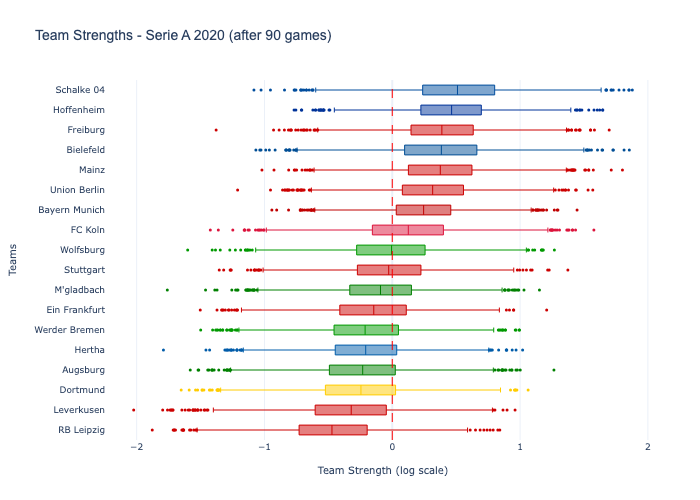 Team Strengths - Serie A 2020 (after 90 games)
Schalke 04
Hoffenheim
Freiburg
Bielefeld
Mainz
Union Berlin
Bayern Munich
FC Koln
Wolfsburg
Stuttgart
M'gladbach
Ein Frankfurt
Werder Bremen
Hertha
Augsburg
Dortmund
Leverkusen
RB Leipzig
Teams
−2 −1 0 1 2
Team Strength (log scale)